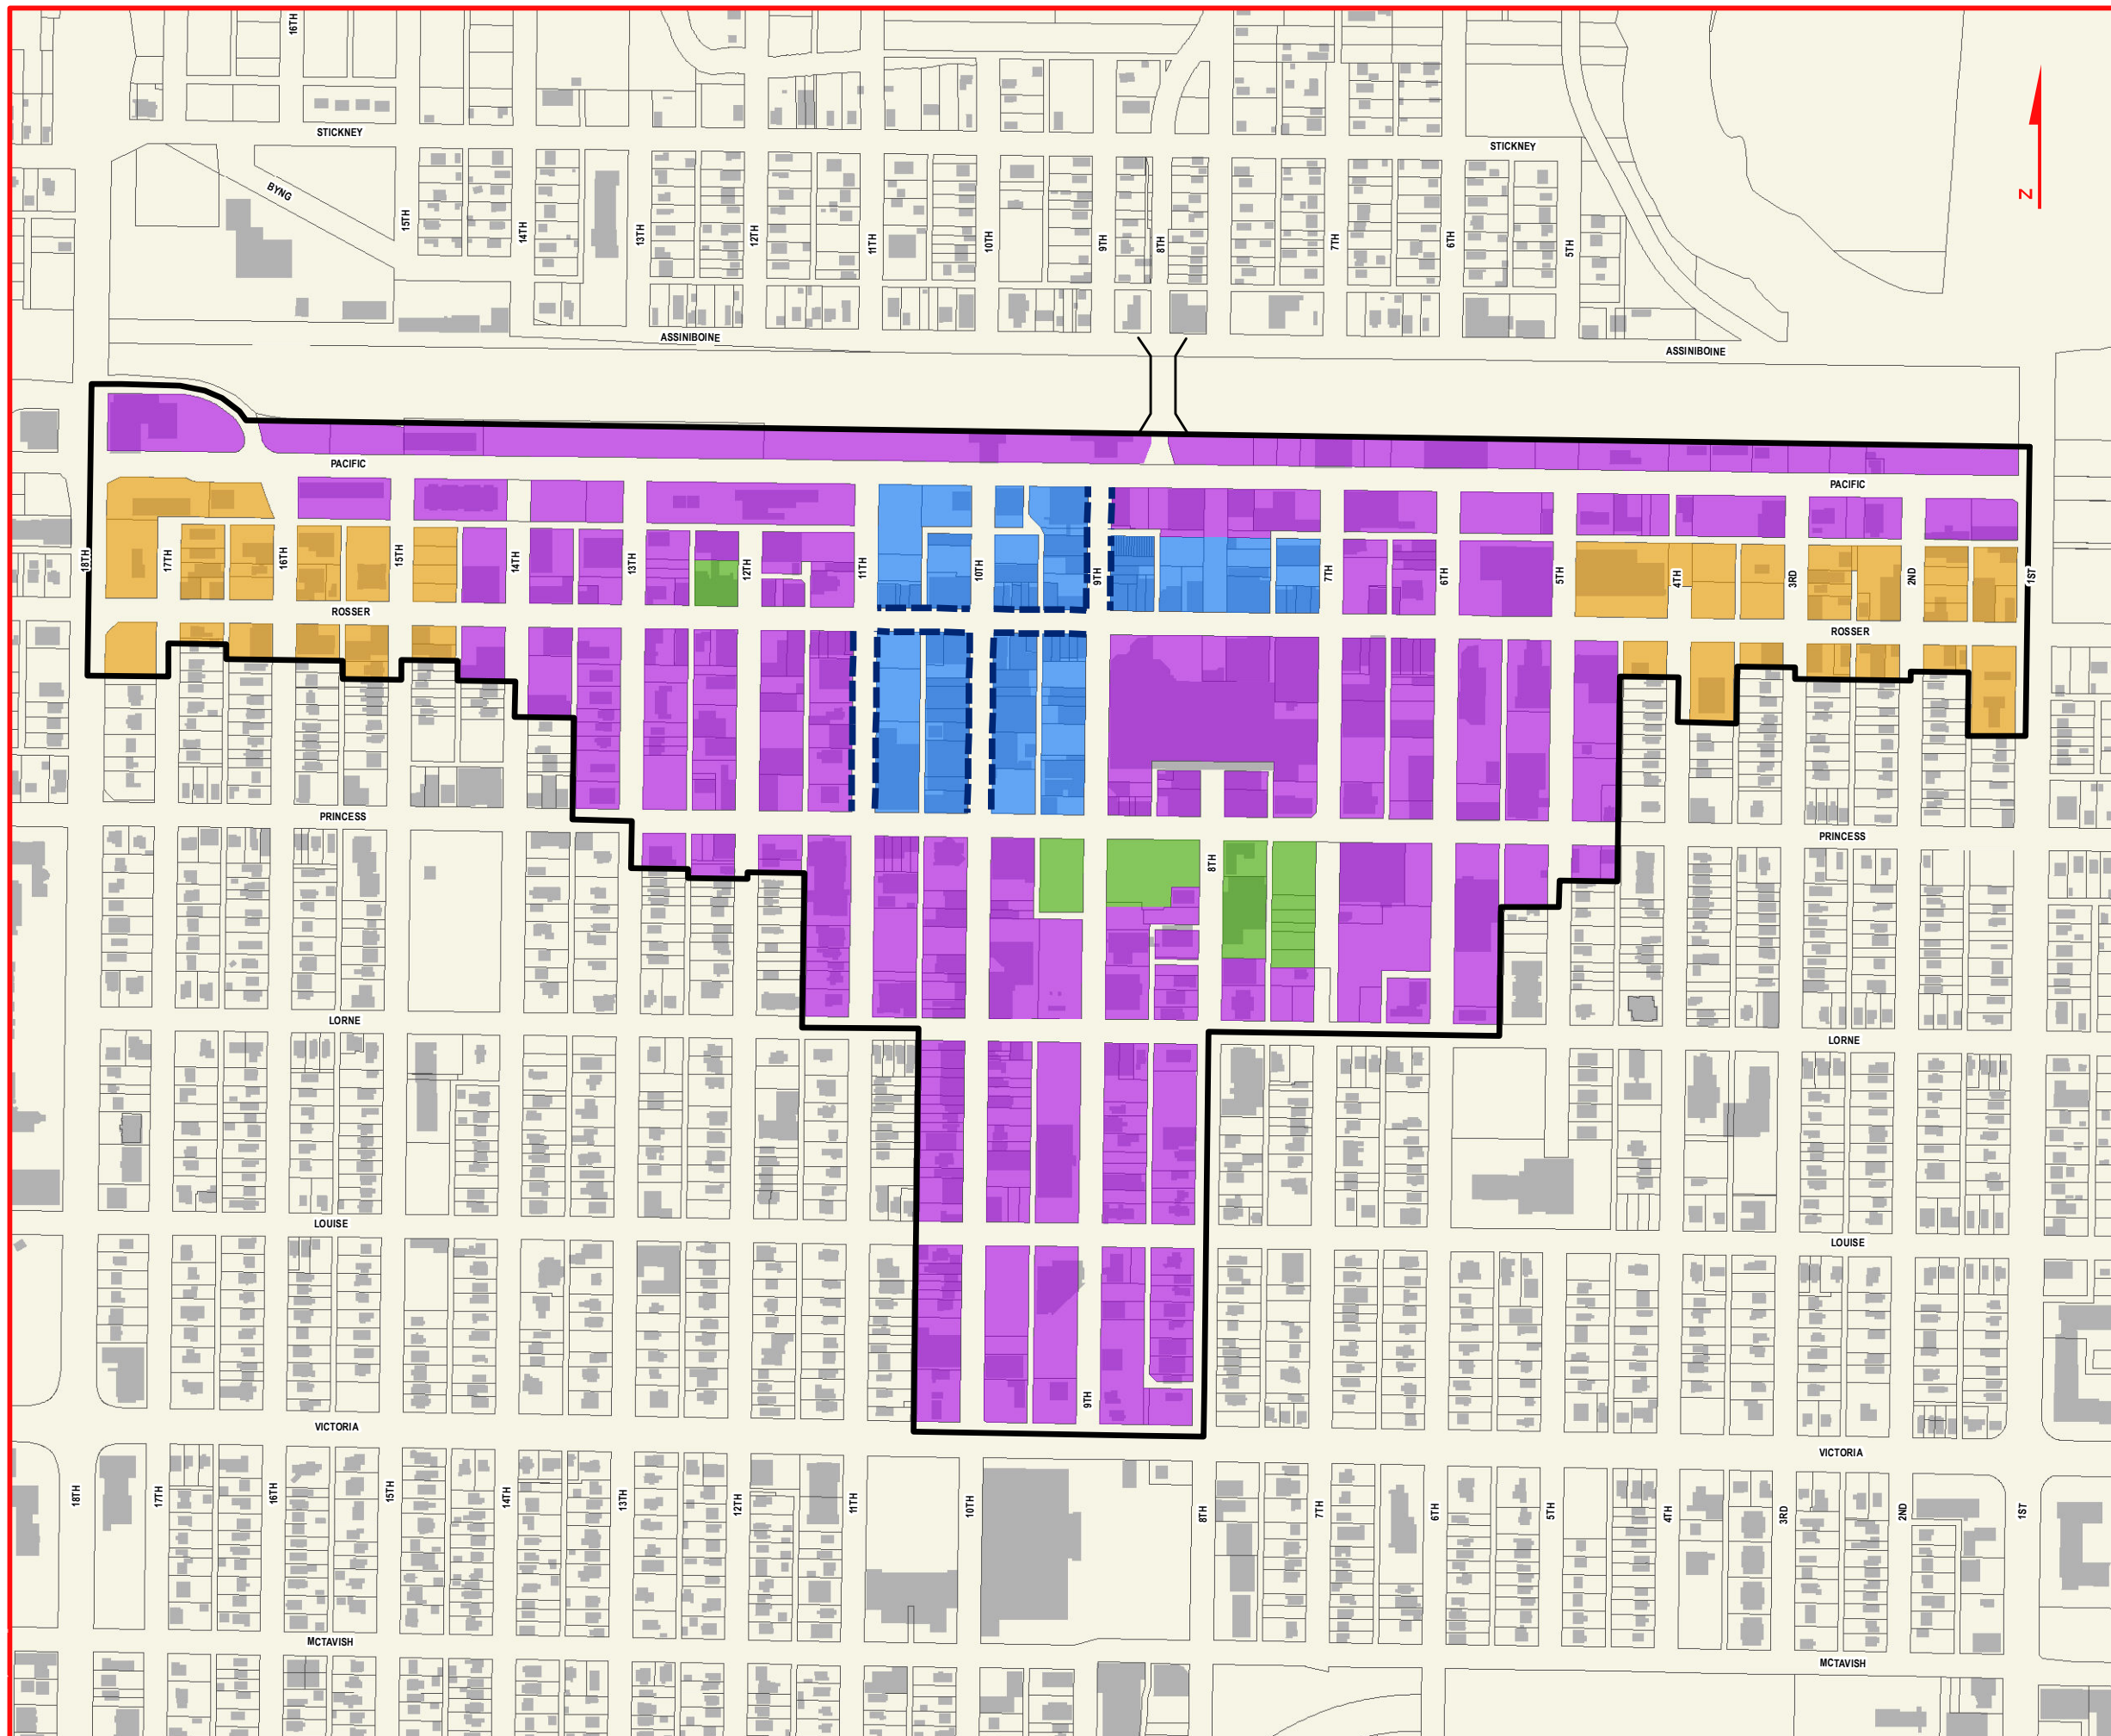 16TH
STICKNEY
STICKNEY
BYNG
15TH
14TH
13TH
12TH
11TH
10TH
9TH
8TH
7TH
6TH
5TH
N
ASSINIBOINE
ASSINIBOINE
PACIFIC
PACIFIC
18TH
17TH
16TH
15TH
14TH
13TH
12TH
11TH
10TH
9TH
7TH
6TH
5TH
4TH
3RD
2ND
1ST
ROSSER
ROSSER
PRINCESS
PRINCESS
8TH
LORNE
LORNE
LOUISE
LOUISE
9TH
VICTORIA
VICTORIA
18TH
17TH
16TH
15TH
14TH
13TH
12TH
11TH
10TH
8TH
7TH
6TH
5TH
4TH
3RD
2ND
1ST
MCTAVISH
MCTAVISH